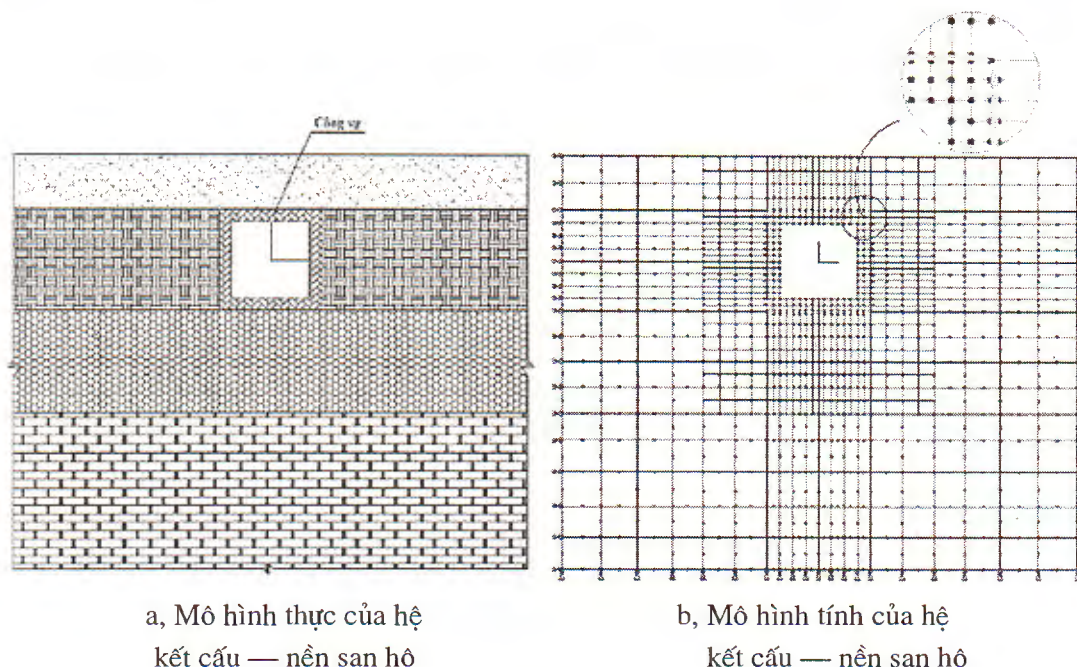 a, Mô hình thực của hệ
kết cấu — nền san hô
b, Mô hình tính của hệ
kết cấu — nền san hô